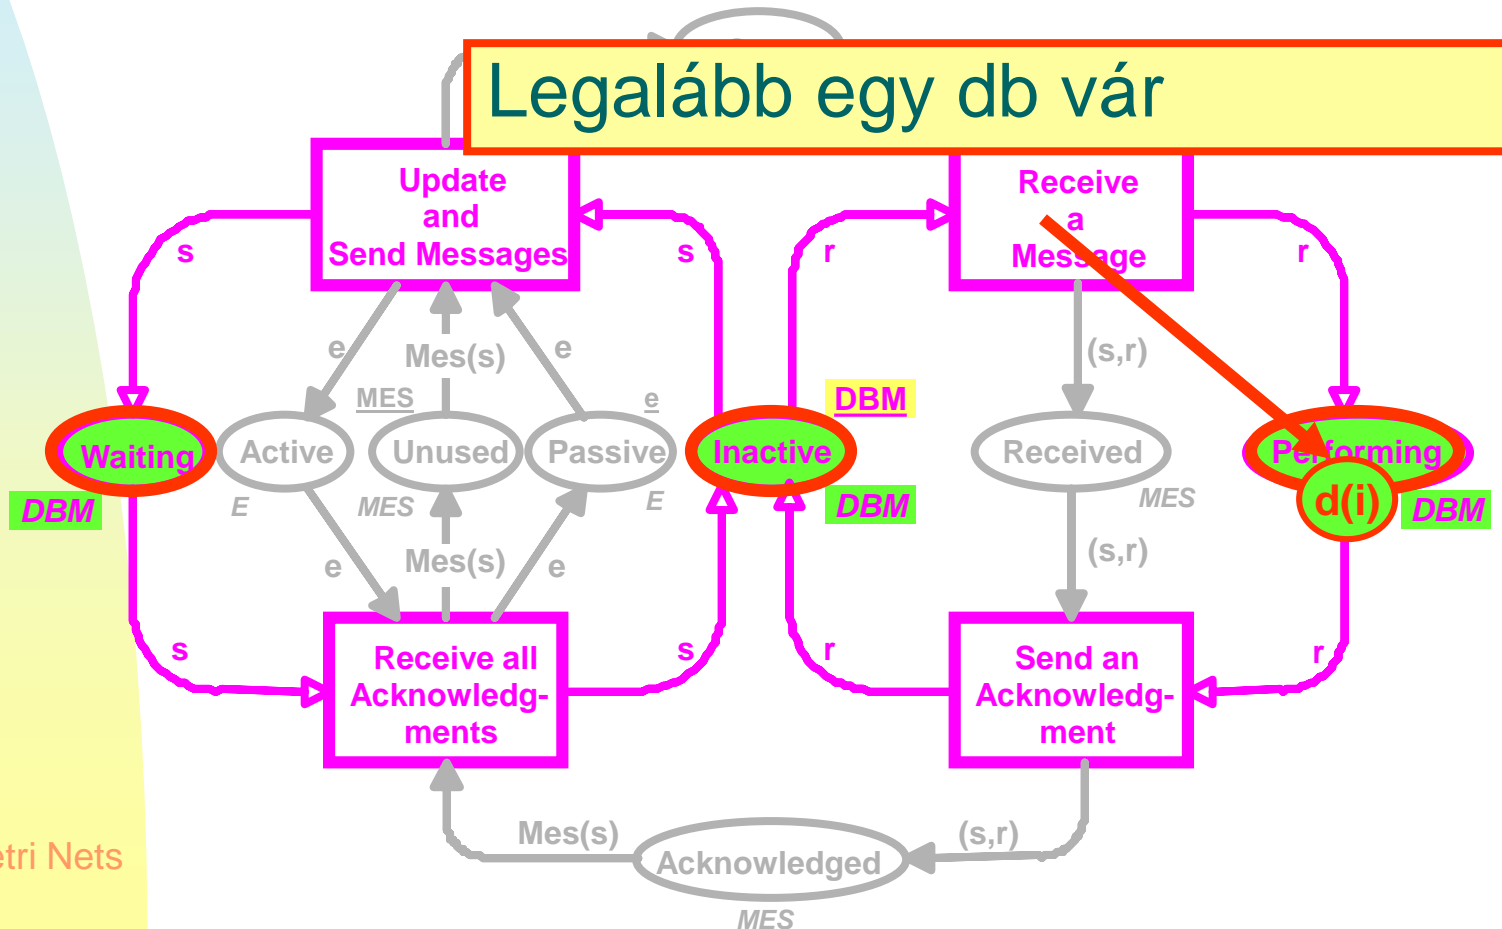 Legalább egy db vár
Update
and
Send Messages
Receive
a
Message
s
s
r
r
e
Mes(s)
e
(s,r)
MES
e
DBM
Waiting
Active
Unused
Passive
Inactive
Received
Performing
DBM
E
MES
E
DBM
MES
d(i)
DBM
e
Mes(s)
e
(s,r)
s
Receive all
Acknowledg-
ments
s
r
Send an
Acknowledg-
ment
r
Mes(s)
Acknowledged
(s,r)
MES
etri Nets